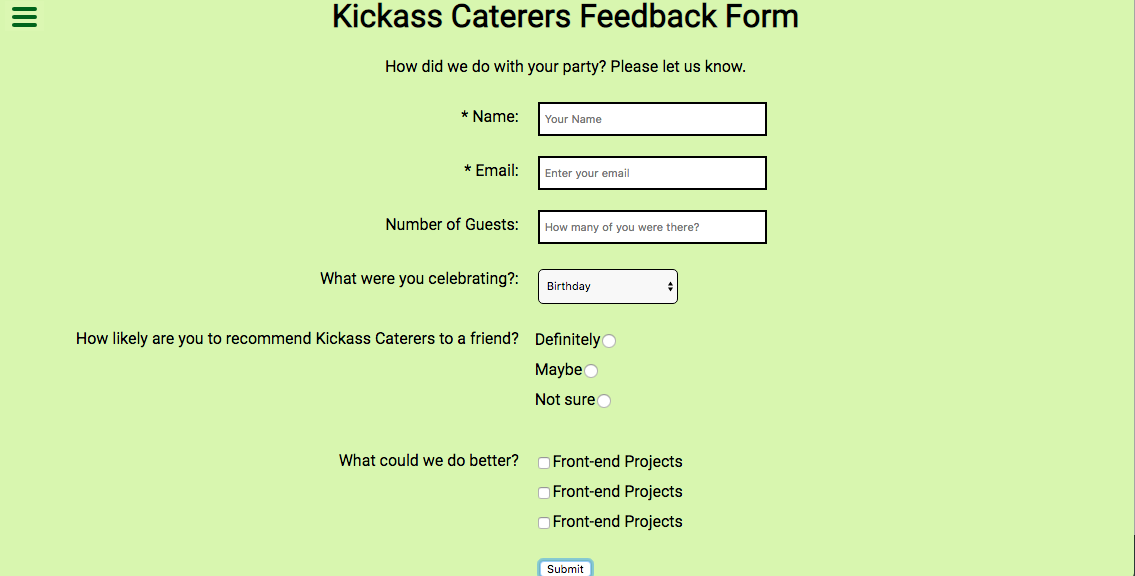 Kickass Caterers Feedback Form
How did we do with your party? Please let us know.
* Name:
Your Name
* Email:
Enter your email
Number of Guests:
How many of you were there?
What were you celebrating?:
Birthday
How likely are you to recommend Kickass Caterers to a friend?
Definitely
Maybe
Not sure
What could we do better?
Front-end Projects
Front-end Projects
Front-end Projects
Submit